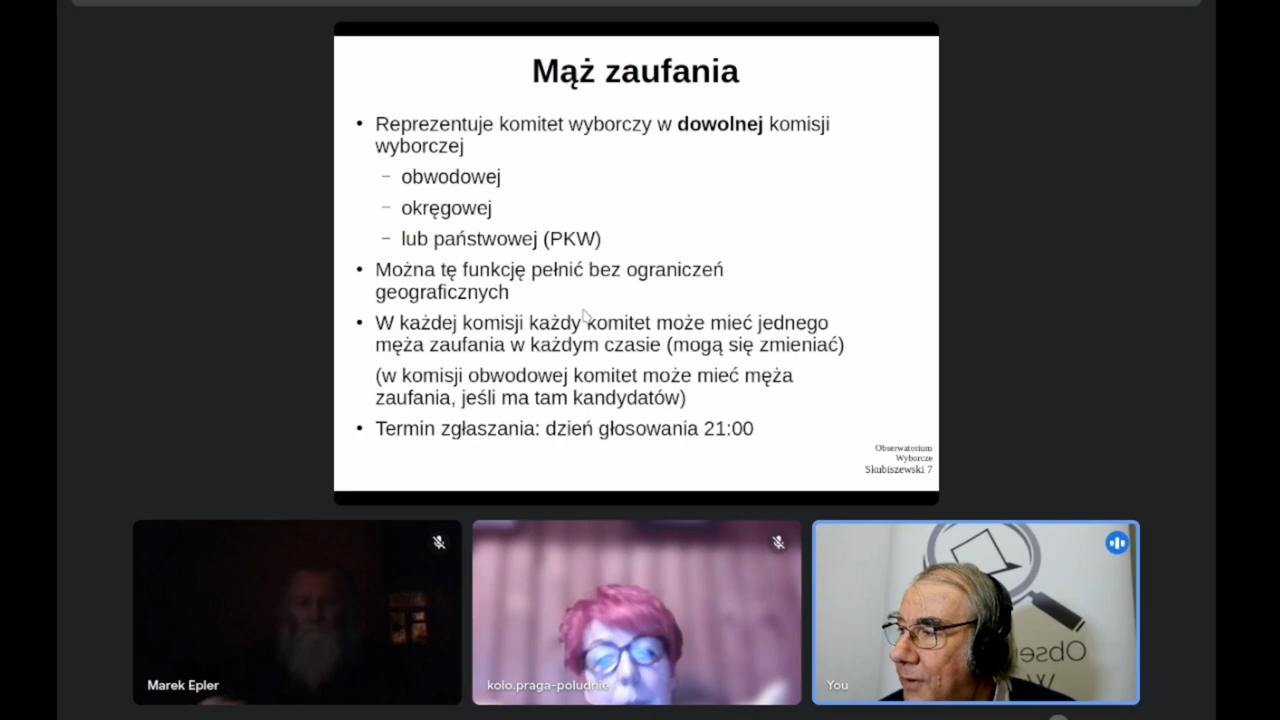 Mąż zaufania
• Reprezentuje komitet wyborczy w dowolnej komisji
wyborczej
– obwodowej
– okręgowej
– lub państwowej (PKW)
• Można tę funkcję pełnić bez ograniczeń
geograficznych
• W każdej komisji każdy komitet może mieć jednego
męża zaufania w każdym czasie (mogą się zmieniać)
(w komisji obwodowej komitet może mieć męża
zaufania, jeśli ma tam kandydatów)
• Termin zgłaszania: dzień głosowania 21:00
Obserwatorium
Wyborcze
Skubiszewski 7
Marek Epler
kolo.praga-poludnie
You